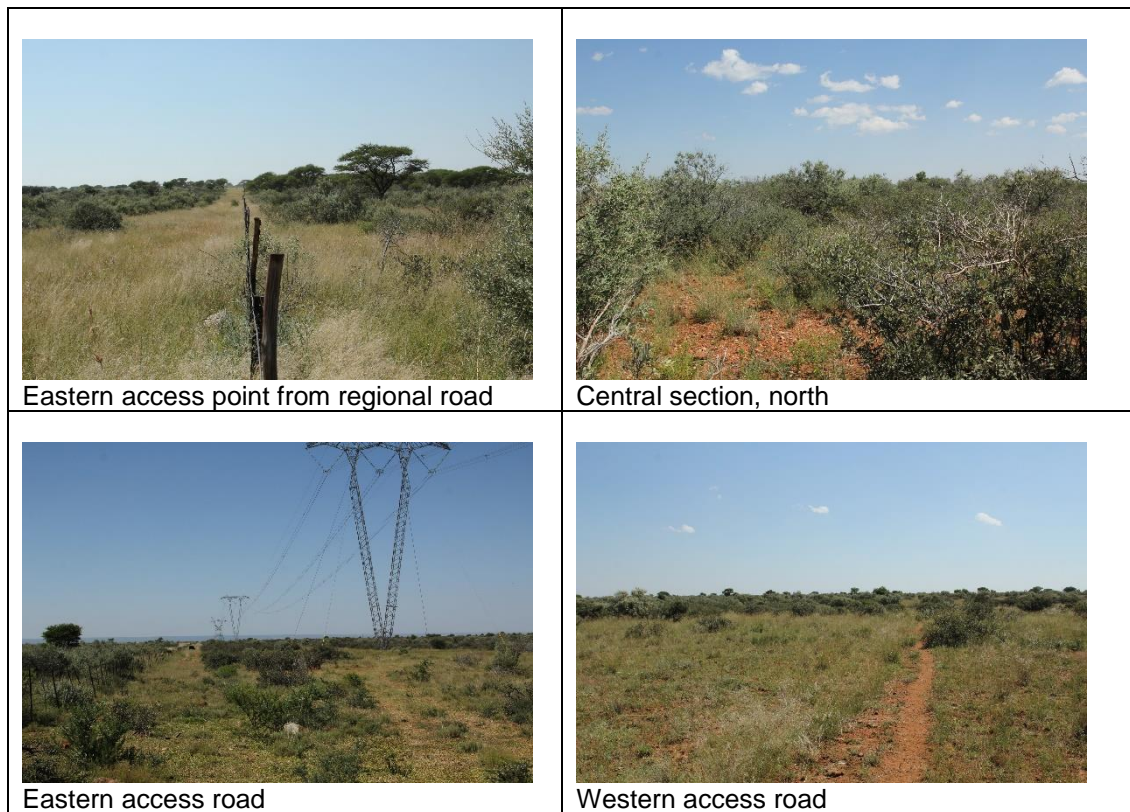 Eastern access point from regional road
Central section, north
Eastern access road
Western access road